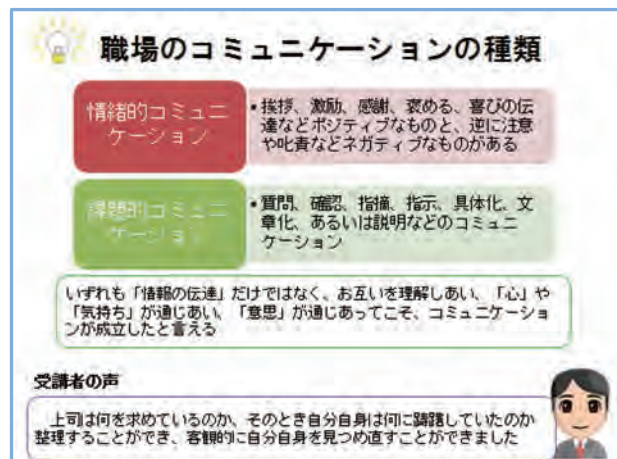 職場のコミュニケーションの種類
情緒的コミュニ
ケーション
・挨拶、激励、感謝、褒める、喜びの伝
達などポジティブなものと、逆に注意
や叱責などネガティブなものがある
課題的コミュニ
ケーション
・質問、確認、指摘、指示、具体化、文
章化、あるいは説明などのコミュニ
ケーション
いずれも「情報の伝達」だけではなく、お互いを理解しあい、「心」や
「気持ち」が通じあい、「意思」が通じあってこそ、コミュニケーショ
ンが成立したと言える
受講者の声
上司は何を求めているのか、そのとき自分自身は何に躊躇していたのか
整理することができ、客観的に自分自身を見つめ直すことができました